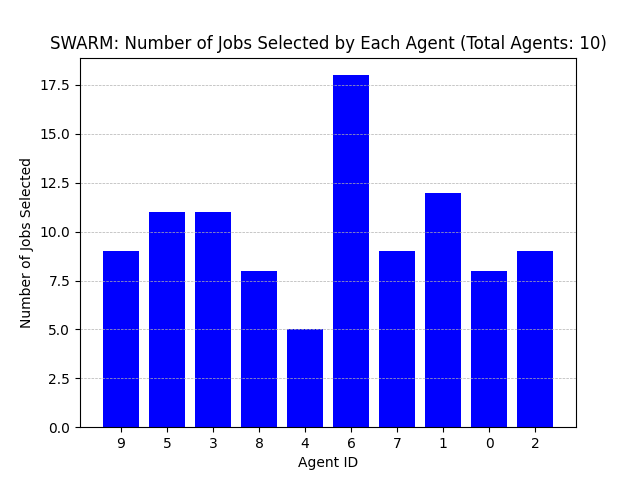 SWARM: Number of Jobs Selected by Each Agent (Total Agents: 10)
Number of Jobs Selected
17.5
15.0
12.5
10.0
7.5
5.0
2.5
0.0
9 5 3 8 4 6 7 1 0 2
Agent ID